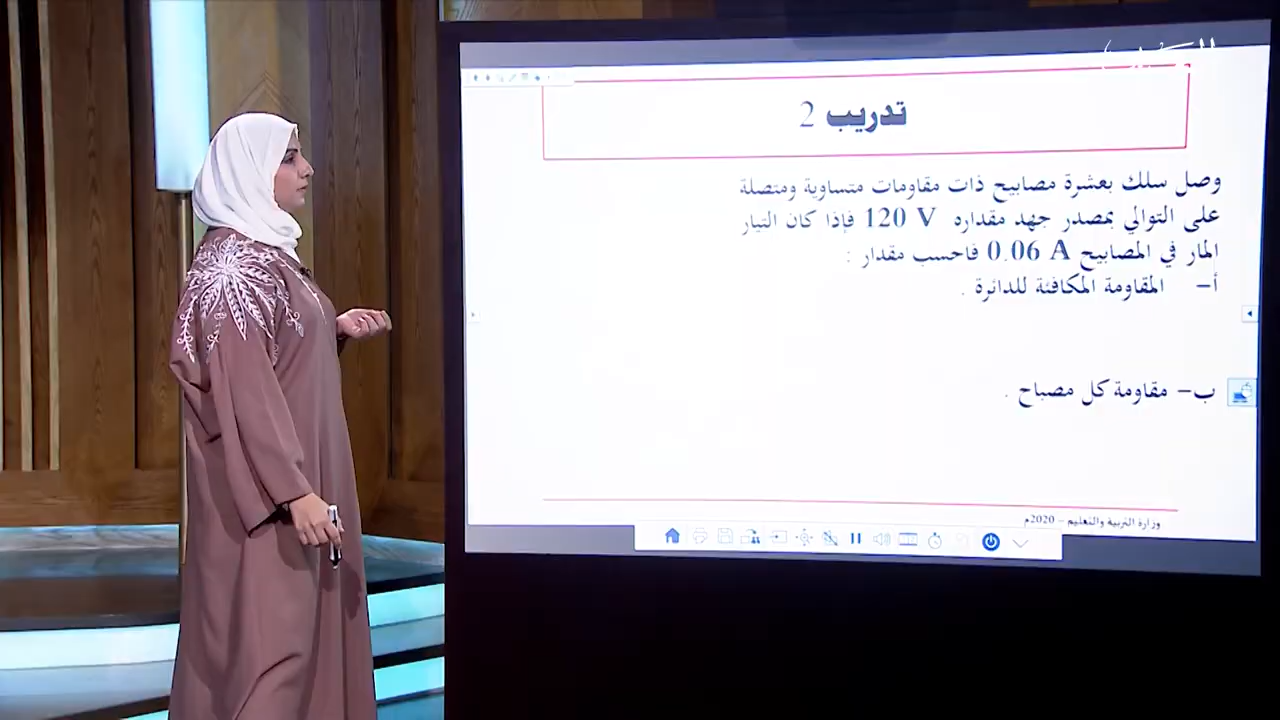 تدريب 2
وصل سلك بعشرة مصابيح ذات مقاومات متساوية ومتصلة
على التوالي بمصدر جهد مقداره 120 V فإذا كان التيار
المار في المصابيح 0.06 A فاحسب مقدار :
أ- المقاومة المكافئة للدائرة .
ب- مقاومة كل مصباح .
وزارة التربية والتعليم - 2020م